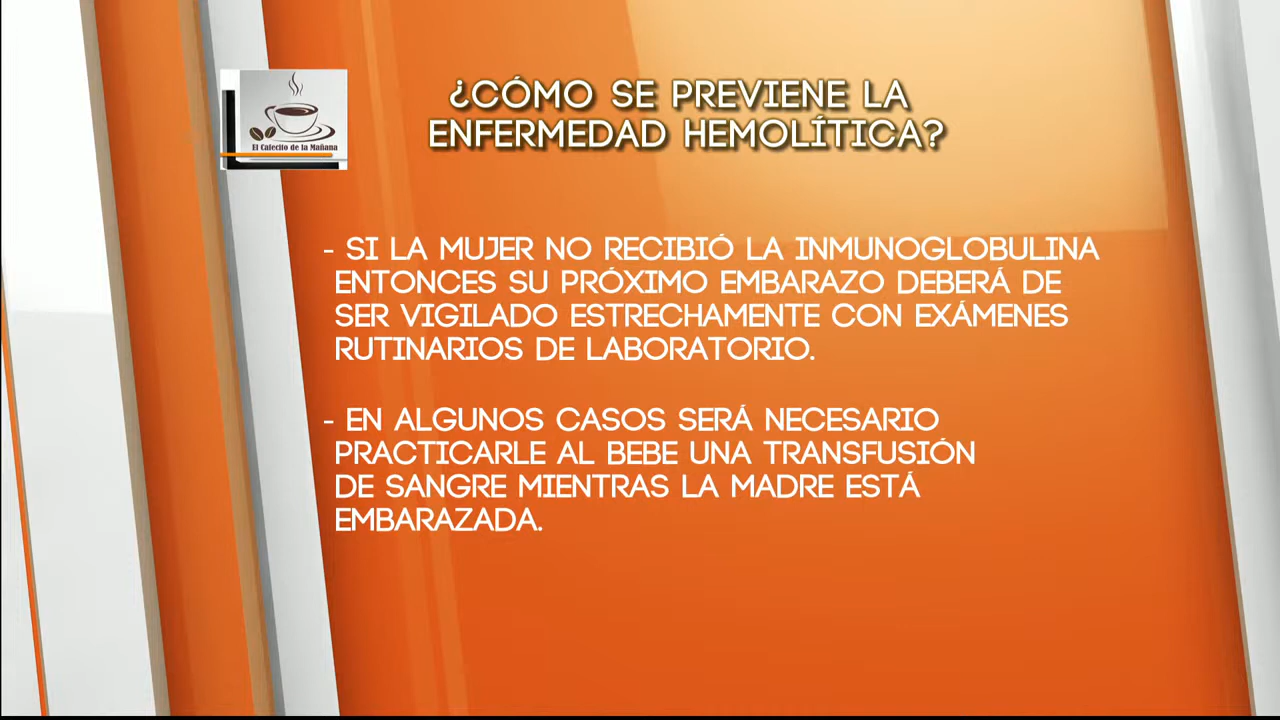 ¿CÓMO SE PREVIENE LA
ENFERMEDAD HEMOLÍTICA?
El Cafecito de la Mañana
- SI LA MUJER NO RECIBIÓ LA INMUNOGLOBULINA
ENTONCES SU PRÓXIMO EMBARAZO DEBERÁ DE
SER VIGILADO ESTRECHAMENTE CON EXÁMENES
RUTINARIOS DE LABORATORIO.
- EN ALGUNOS CASOS SERÁ NECESARIO
PRACTICARLE AL BEBE UNA TRANSFUSIÓN
DE SANGRE MIENTRAS LA MADRE ESTÁ
EMBARAZADA.